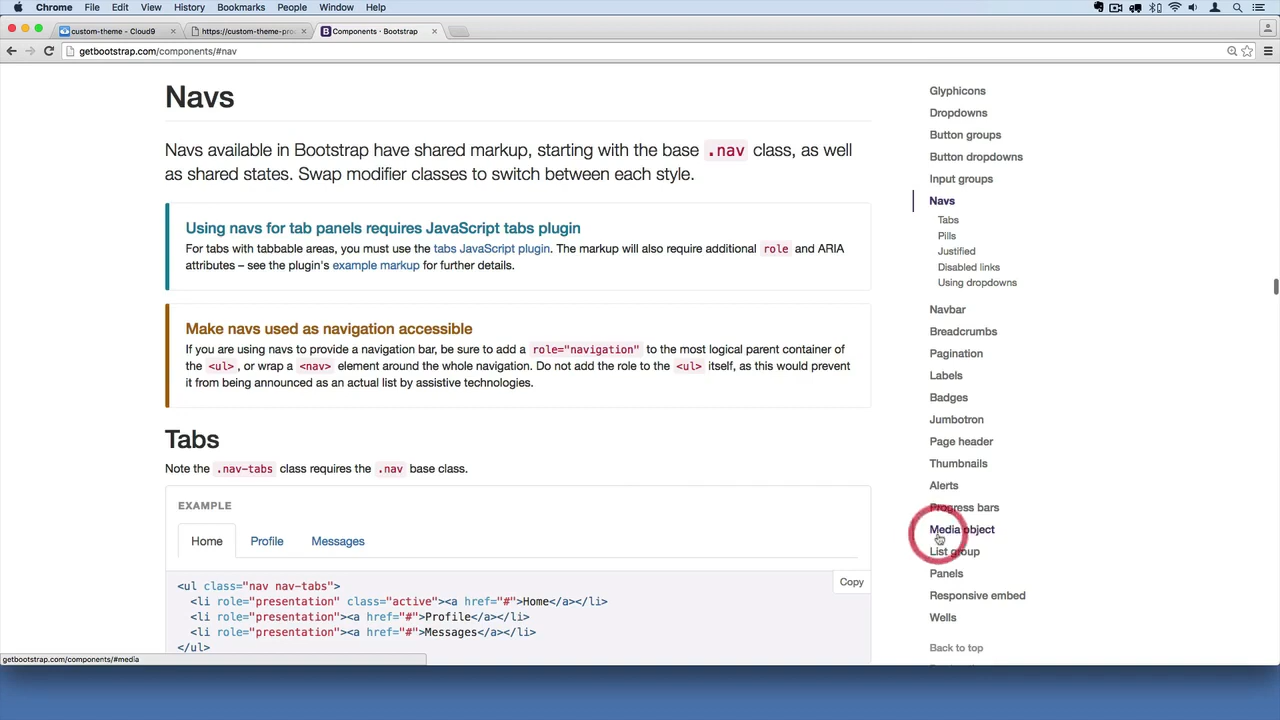 Chrome File Edit View History Bookmarks People Window Help
custom-theme - Cloud9
https://custom-theme-pro
Components · Bootstrap
getbootstrap.com/components/#nav
Navs
Navs available in Bootstrap have shared markup, starting with the base .nav class, as well
as shared states. Swap modifier classes to switch between each style.
Using navs for tab panels requires JavaScript tabs plugin
For tabs with tabbable areas, you must use the tabs JavaScript plugin. The markup will also require additional role and ARIA
attributes – see the plugin's example markup for further details.
Make navs used as navigation accessible
If you are using navs to provide a navigation bar, be sure to add a role="navigation" to the most logical parent container of
the <ul>, or wrap a <nav> element around the whole navigation. Do not add the role to the <ul> itself, as this would prevent
it from being announced as an actual list by assistive technologies.
Tabs
Note the .nav-tabs class requires the .nav base class.
EXAMPLE
Home Profile Messages
Copy
<ul class="nav nav-tabs">
<li role="presentation" class="active"><a href="#">Home</a></li>
<li role="presentation"><a href="#">Profile</a></li>
<li role="presentation"><a href="#">Messages</a></li>
</ul>
Glyphicons
Dropdowns
Button groups
Button dropdowns
Input groups
Navs
Tabs
Pills
Justified
Disabled links
Using dropdowns
Navbar
Breadcrumbs
Pagination
Labels
Badges
Jumbotron
Page header
Thumbnails
Alerts
Progress bars
Media object
List group
Panels
Responsive embed
Wells
Back to top
getbootstrap.com/components/#media